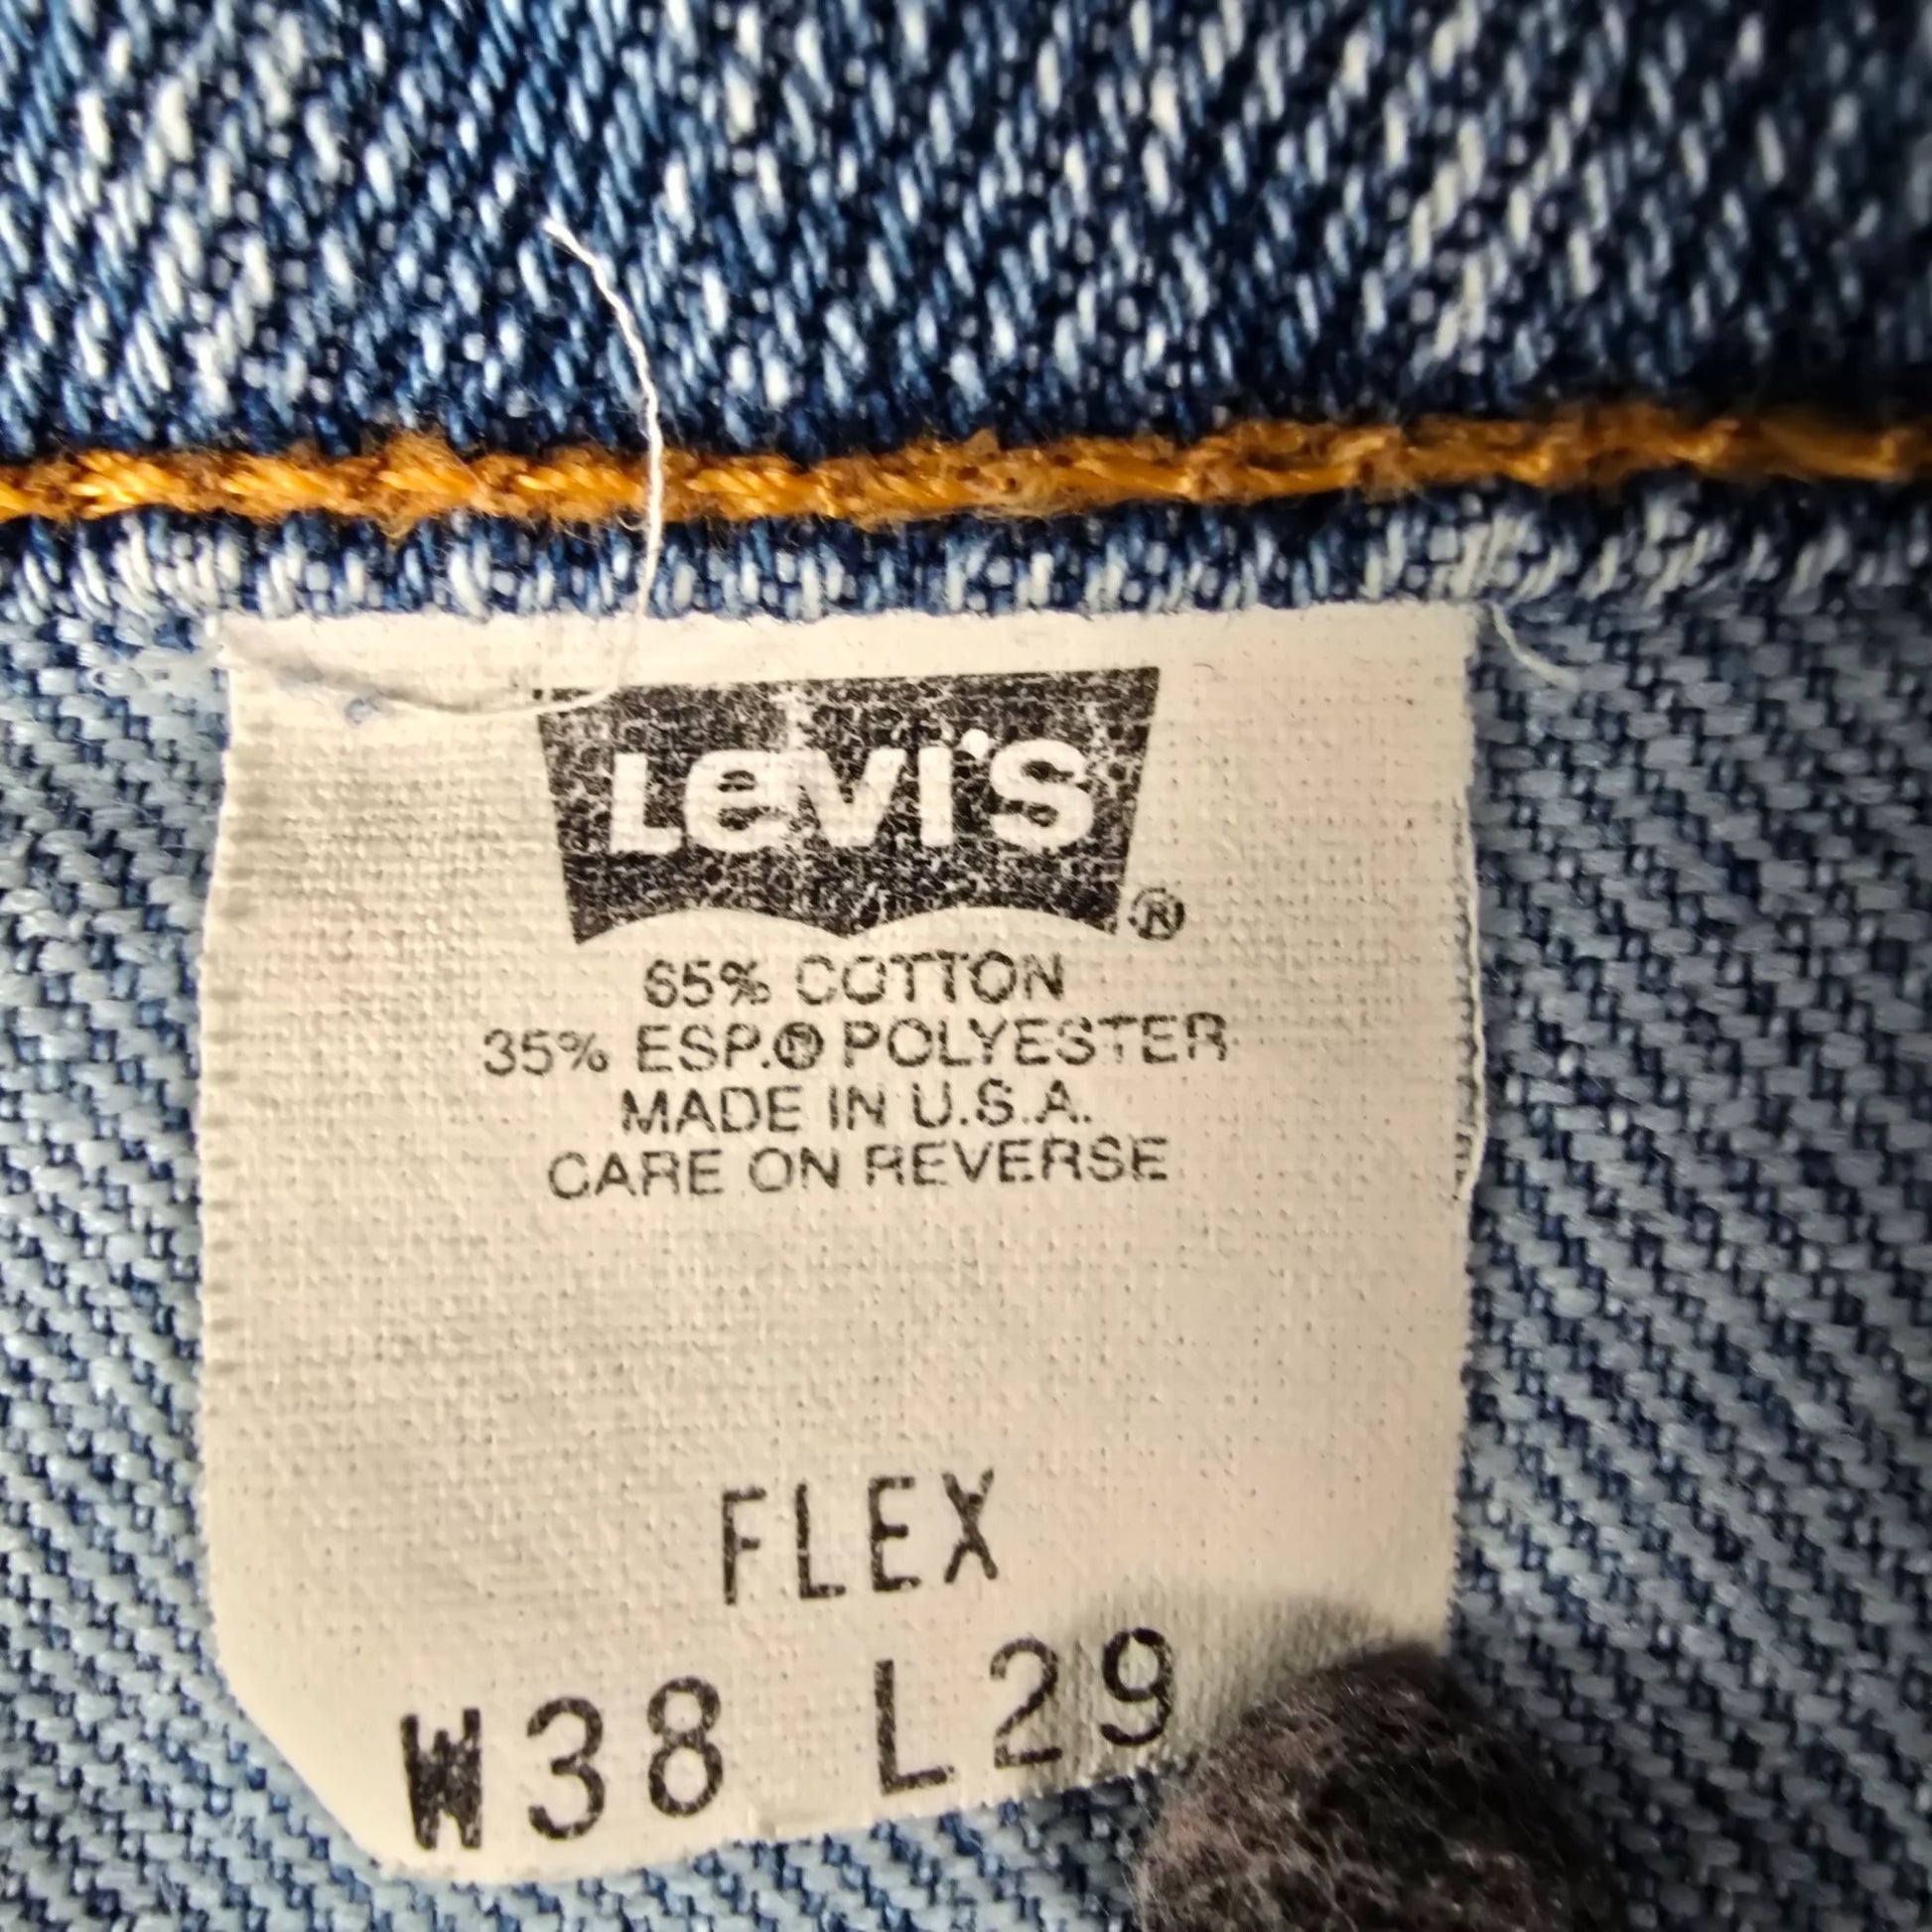 Levi's®
65% COTTON
35% ESP.® POLYESTER
MADE IN U.S.A.
CARE ON REVERSE
FLEX
W38 L29